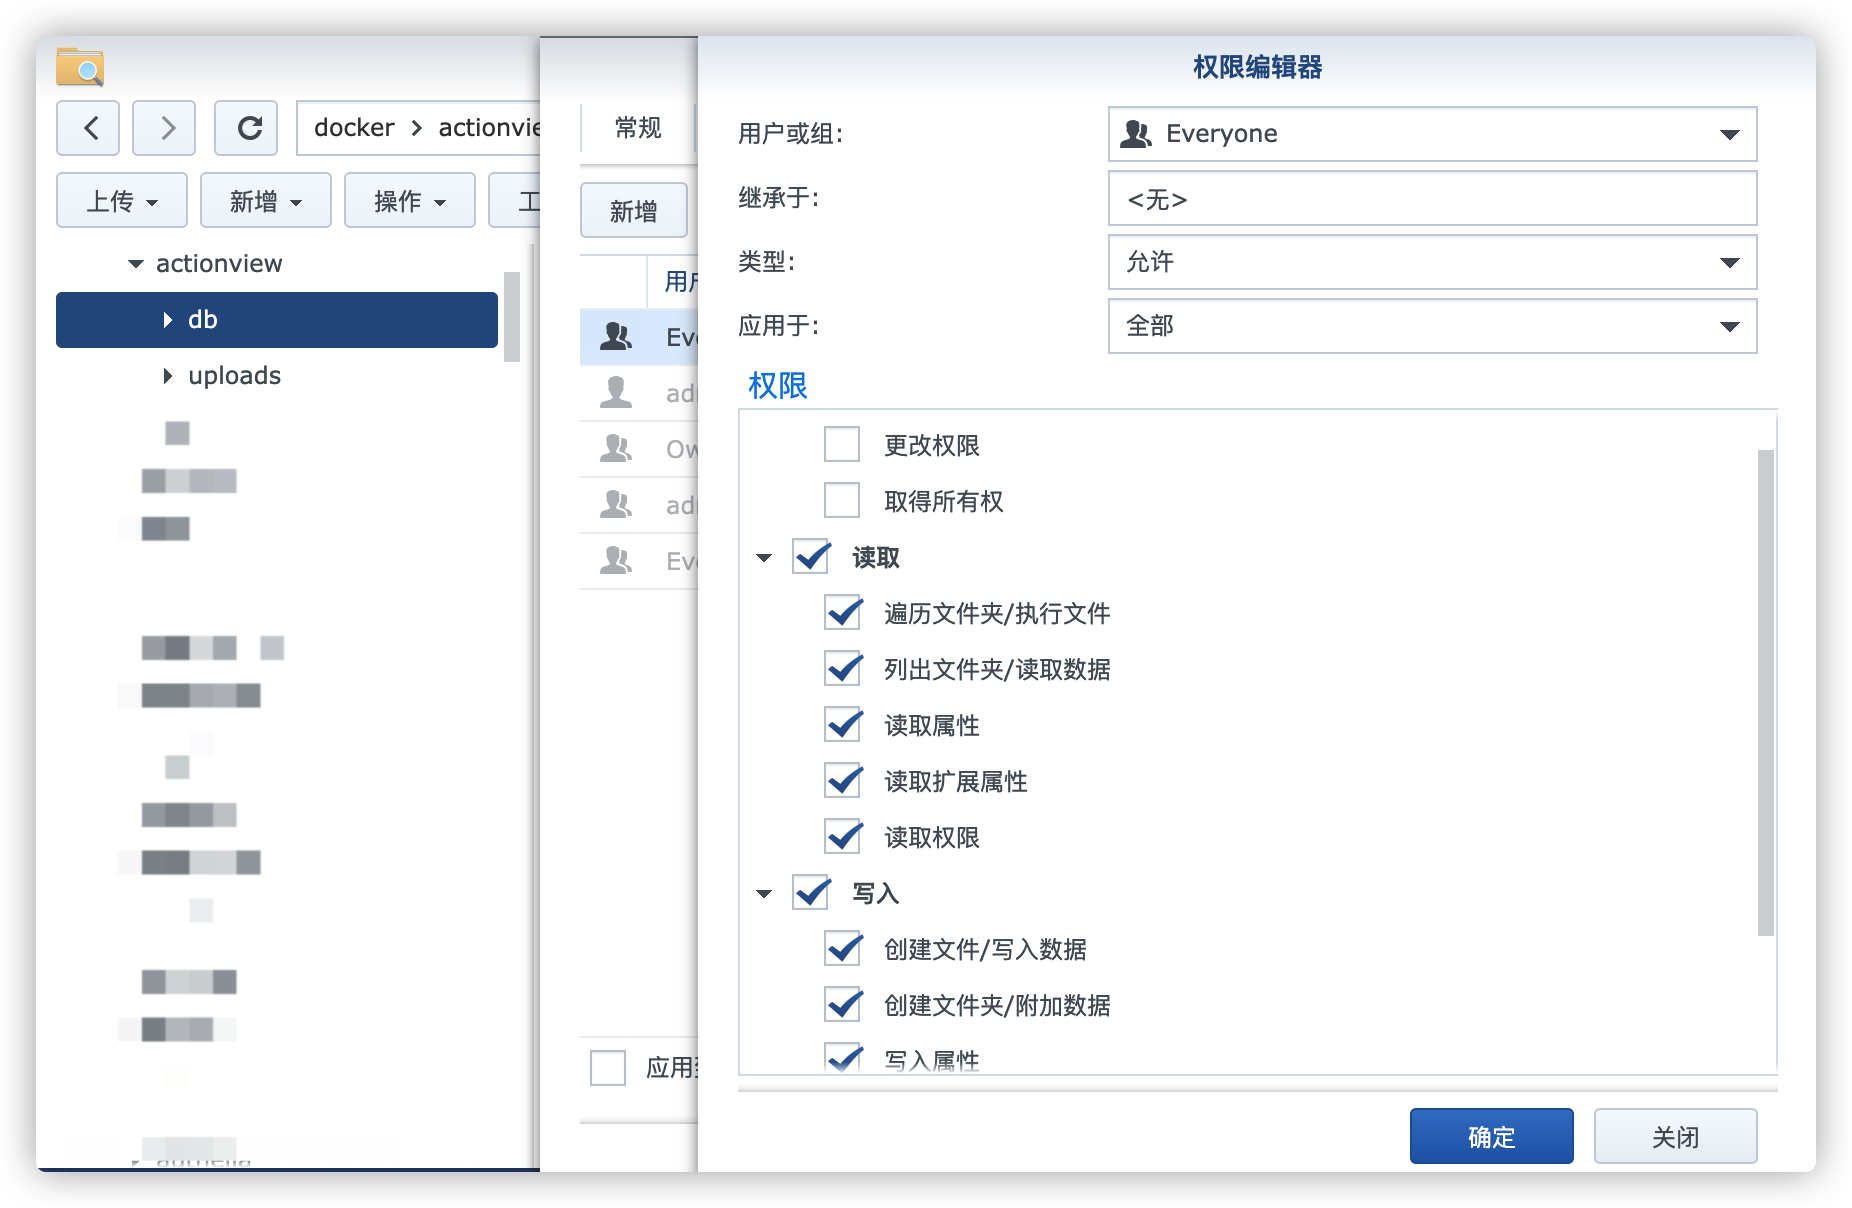 docker > actionvie
上传
新增
操作
工
actionview
db
uploads
常规
新增
用户
Eve
adm
Ow
adm
Eve
应用到
权限编辑器
用户或组:
Everyone
继承于:
<无>
类型:
允许
应用于:
全部
权限
更改权限
取得所有权
读取
遍历文件夹/执行文件
列出文件夹/读取数据
读取属性
读取扩展属性
读取权限
写入
创建文件/写入数据
创建文件夹/附加数据
写入属性
确定
关闭